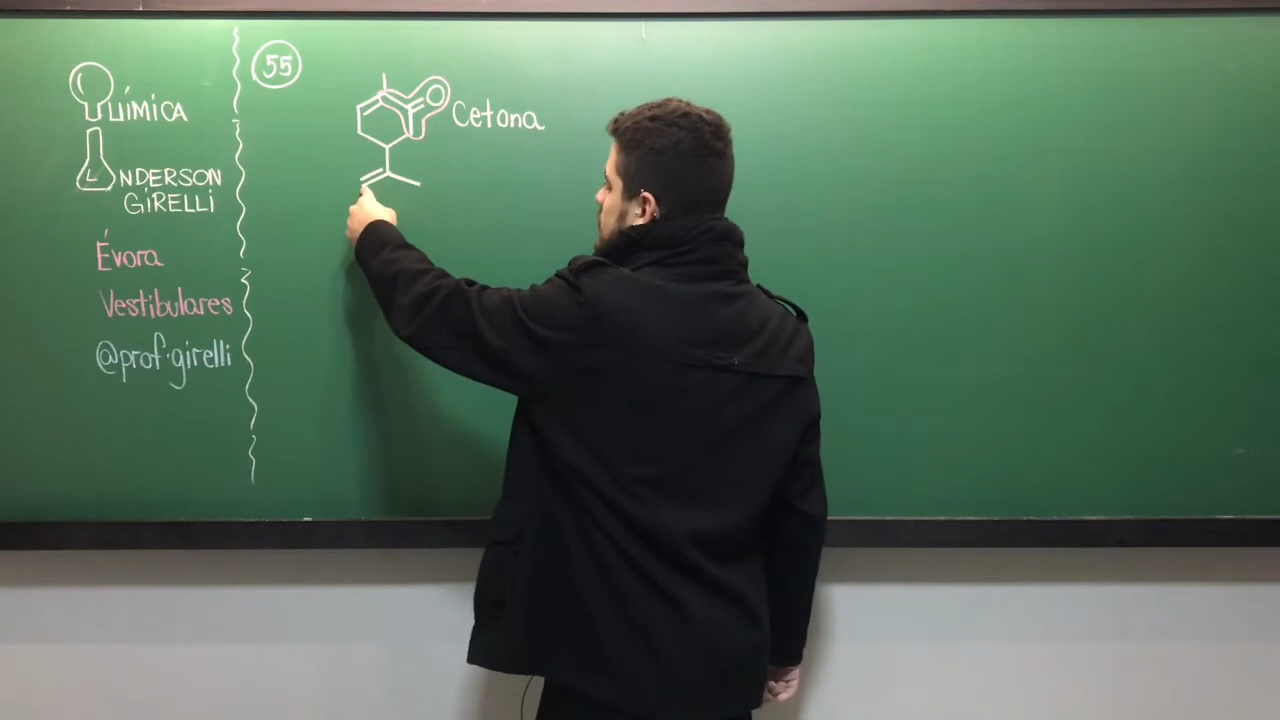 QUÍMICA
ANDERSON
GIRELLI
Évora
Vestibulares
@prof.girelli
55
O
Cetona